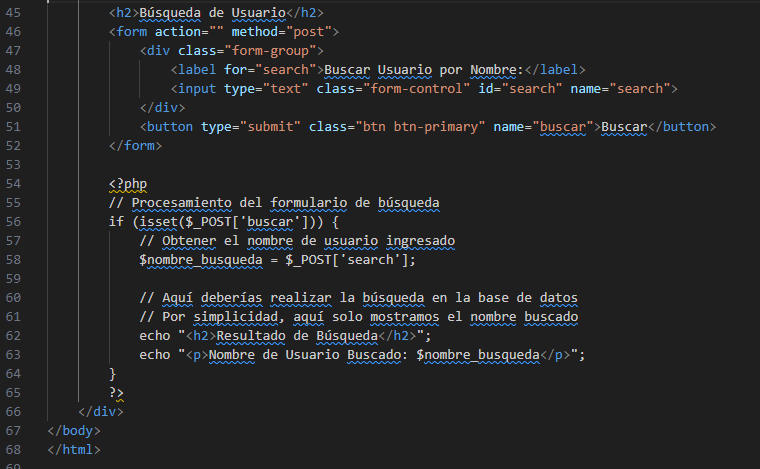 45 <h2>Búsqueda de Usuario</h2>
46 <form action="" method="post">
47 <div class="form-group">
48 <label for="search">Buscar Usuario por Nombre:</label>
49 <input type="text" class="form-control" id="search" name="search">
50 </div>
51 <button type="submit" class="btn btn-primary" name="buscar">Buscar</button>
52 </form>
53
54 <?php
55 // Procesamiento del formulario de búsqueda
56 if (isset($_POST['buscar'])) {
57 // Obtener el nombre de usuario ingresado
58 $nombre_busqueda = $_POST['search'];
59
60 // Aquí deberías realizar la búsqueda en la base de datos
61 // Por simplicidad, aquí solo mostramos el nombre buscado
62 echo "<h2>Resultado de Búsqueda</h2>";
63 echo "<p>Nombre de Usuario Buscado: $nombre_busqueda</p>";
64 }
65 ?>
66 </div>
67 </body>
68 </html>
69